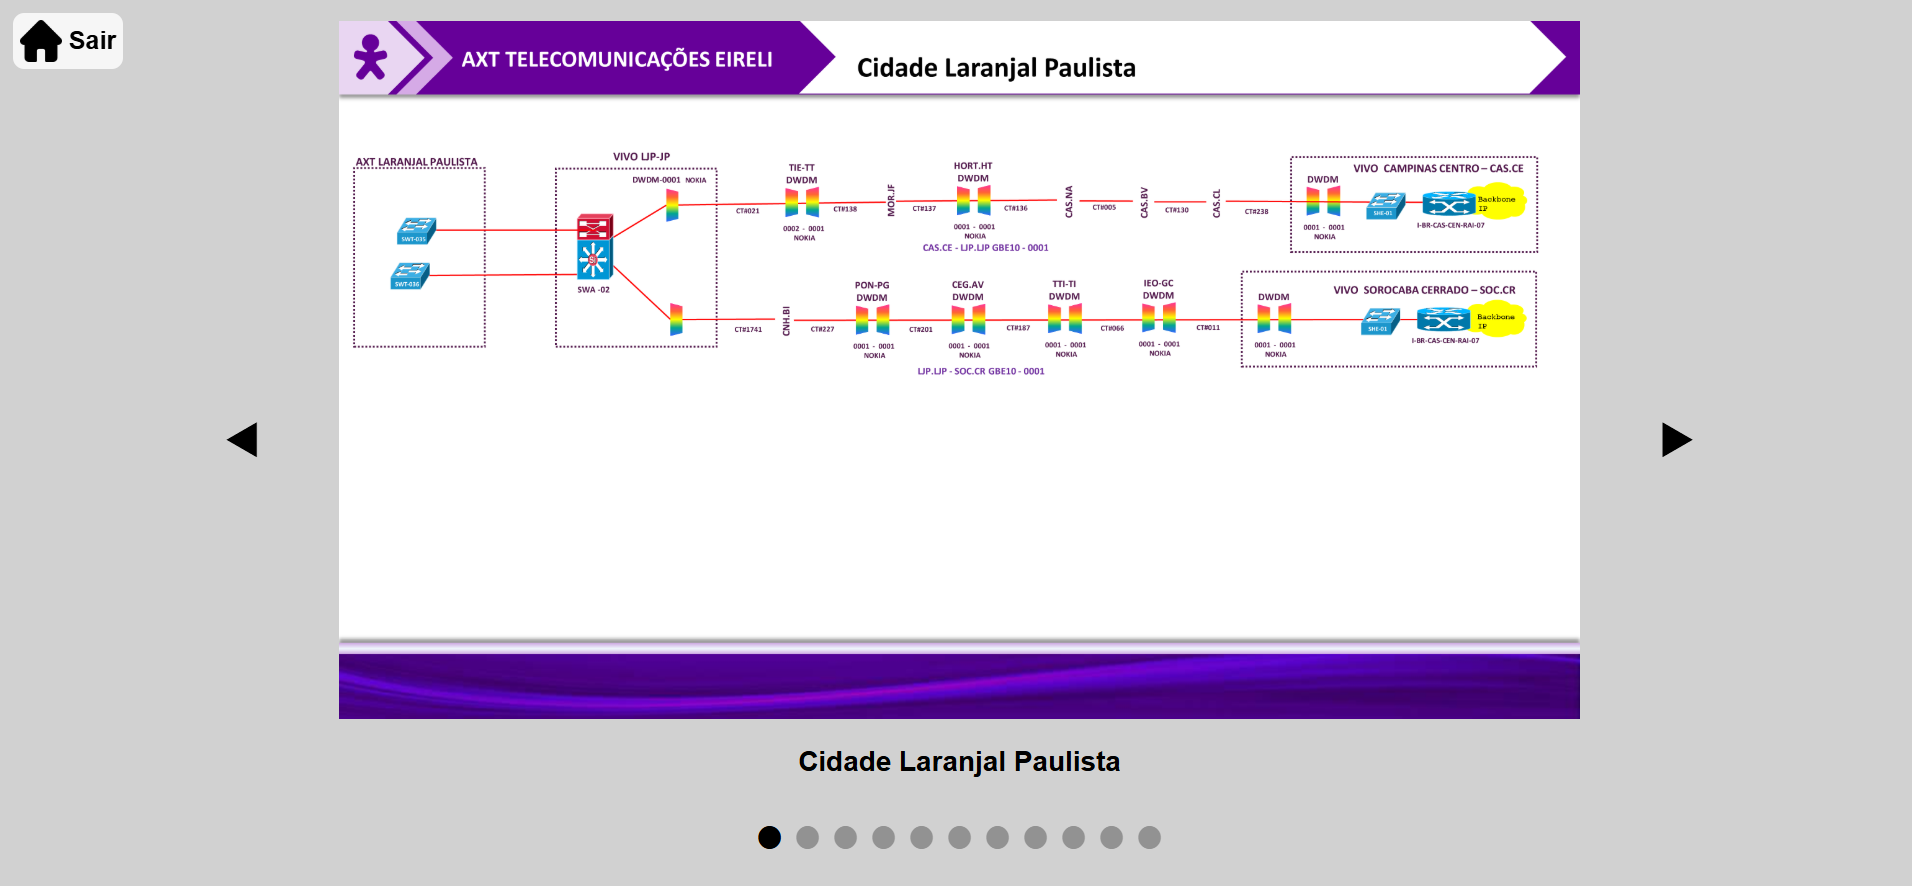 Sair
AXT TELECOMUNICAÇÕES EIRELI
Cidade Laranjal Paulista
AXT LARANJAL PAULISTA
SWT-035
SWT-036
VIVO LJP-JP
DWDM-0001 NOKIA
SI
SWA -02
CT#021
TIE-TT
DWDM
0002 - 0001
NOKIA
CT#138
MOR.JF
CT#137
HORT.HT
DWDM
0001 - 0001
NOKIA
CAS.CE - LJP.LJP GBE10 - 0001
CT#136
CAS.NA
CT#005
CAS.BV
CT#130
CAS.CL
CT#238
VIVO CAMPINAS CENTRO – CAS.CE
DWDM
0001 - 0001
NOKIA
SHE-01
Backbone
IP
I-BR-CAS-CEN-RAI-07
CT#1741
CNH.BI
CT#227
PON-PG
DWDM
0001 - 0001
NOKIA
CT#201
CEG.AV
DWDM
0001 - 0001
NOKIA
CT#187
TTI-TI
DWDM
0001 - 0001
NOKIA
CT#066
IEO-GC
DWDM
0001 - 0001
NOKIA
CT#011
LJP.LJP - SOC.CR GBE10 - 0001
VIVO SOROCABA CERRADO – SOC.CR
DWDM
0001 - 0001
NOKIA
SHE-01
Backbone
IP
I-BR-CAS-CEN-RAI-07
Cidade Laranjal Paulista